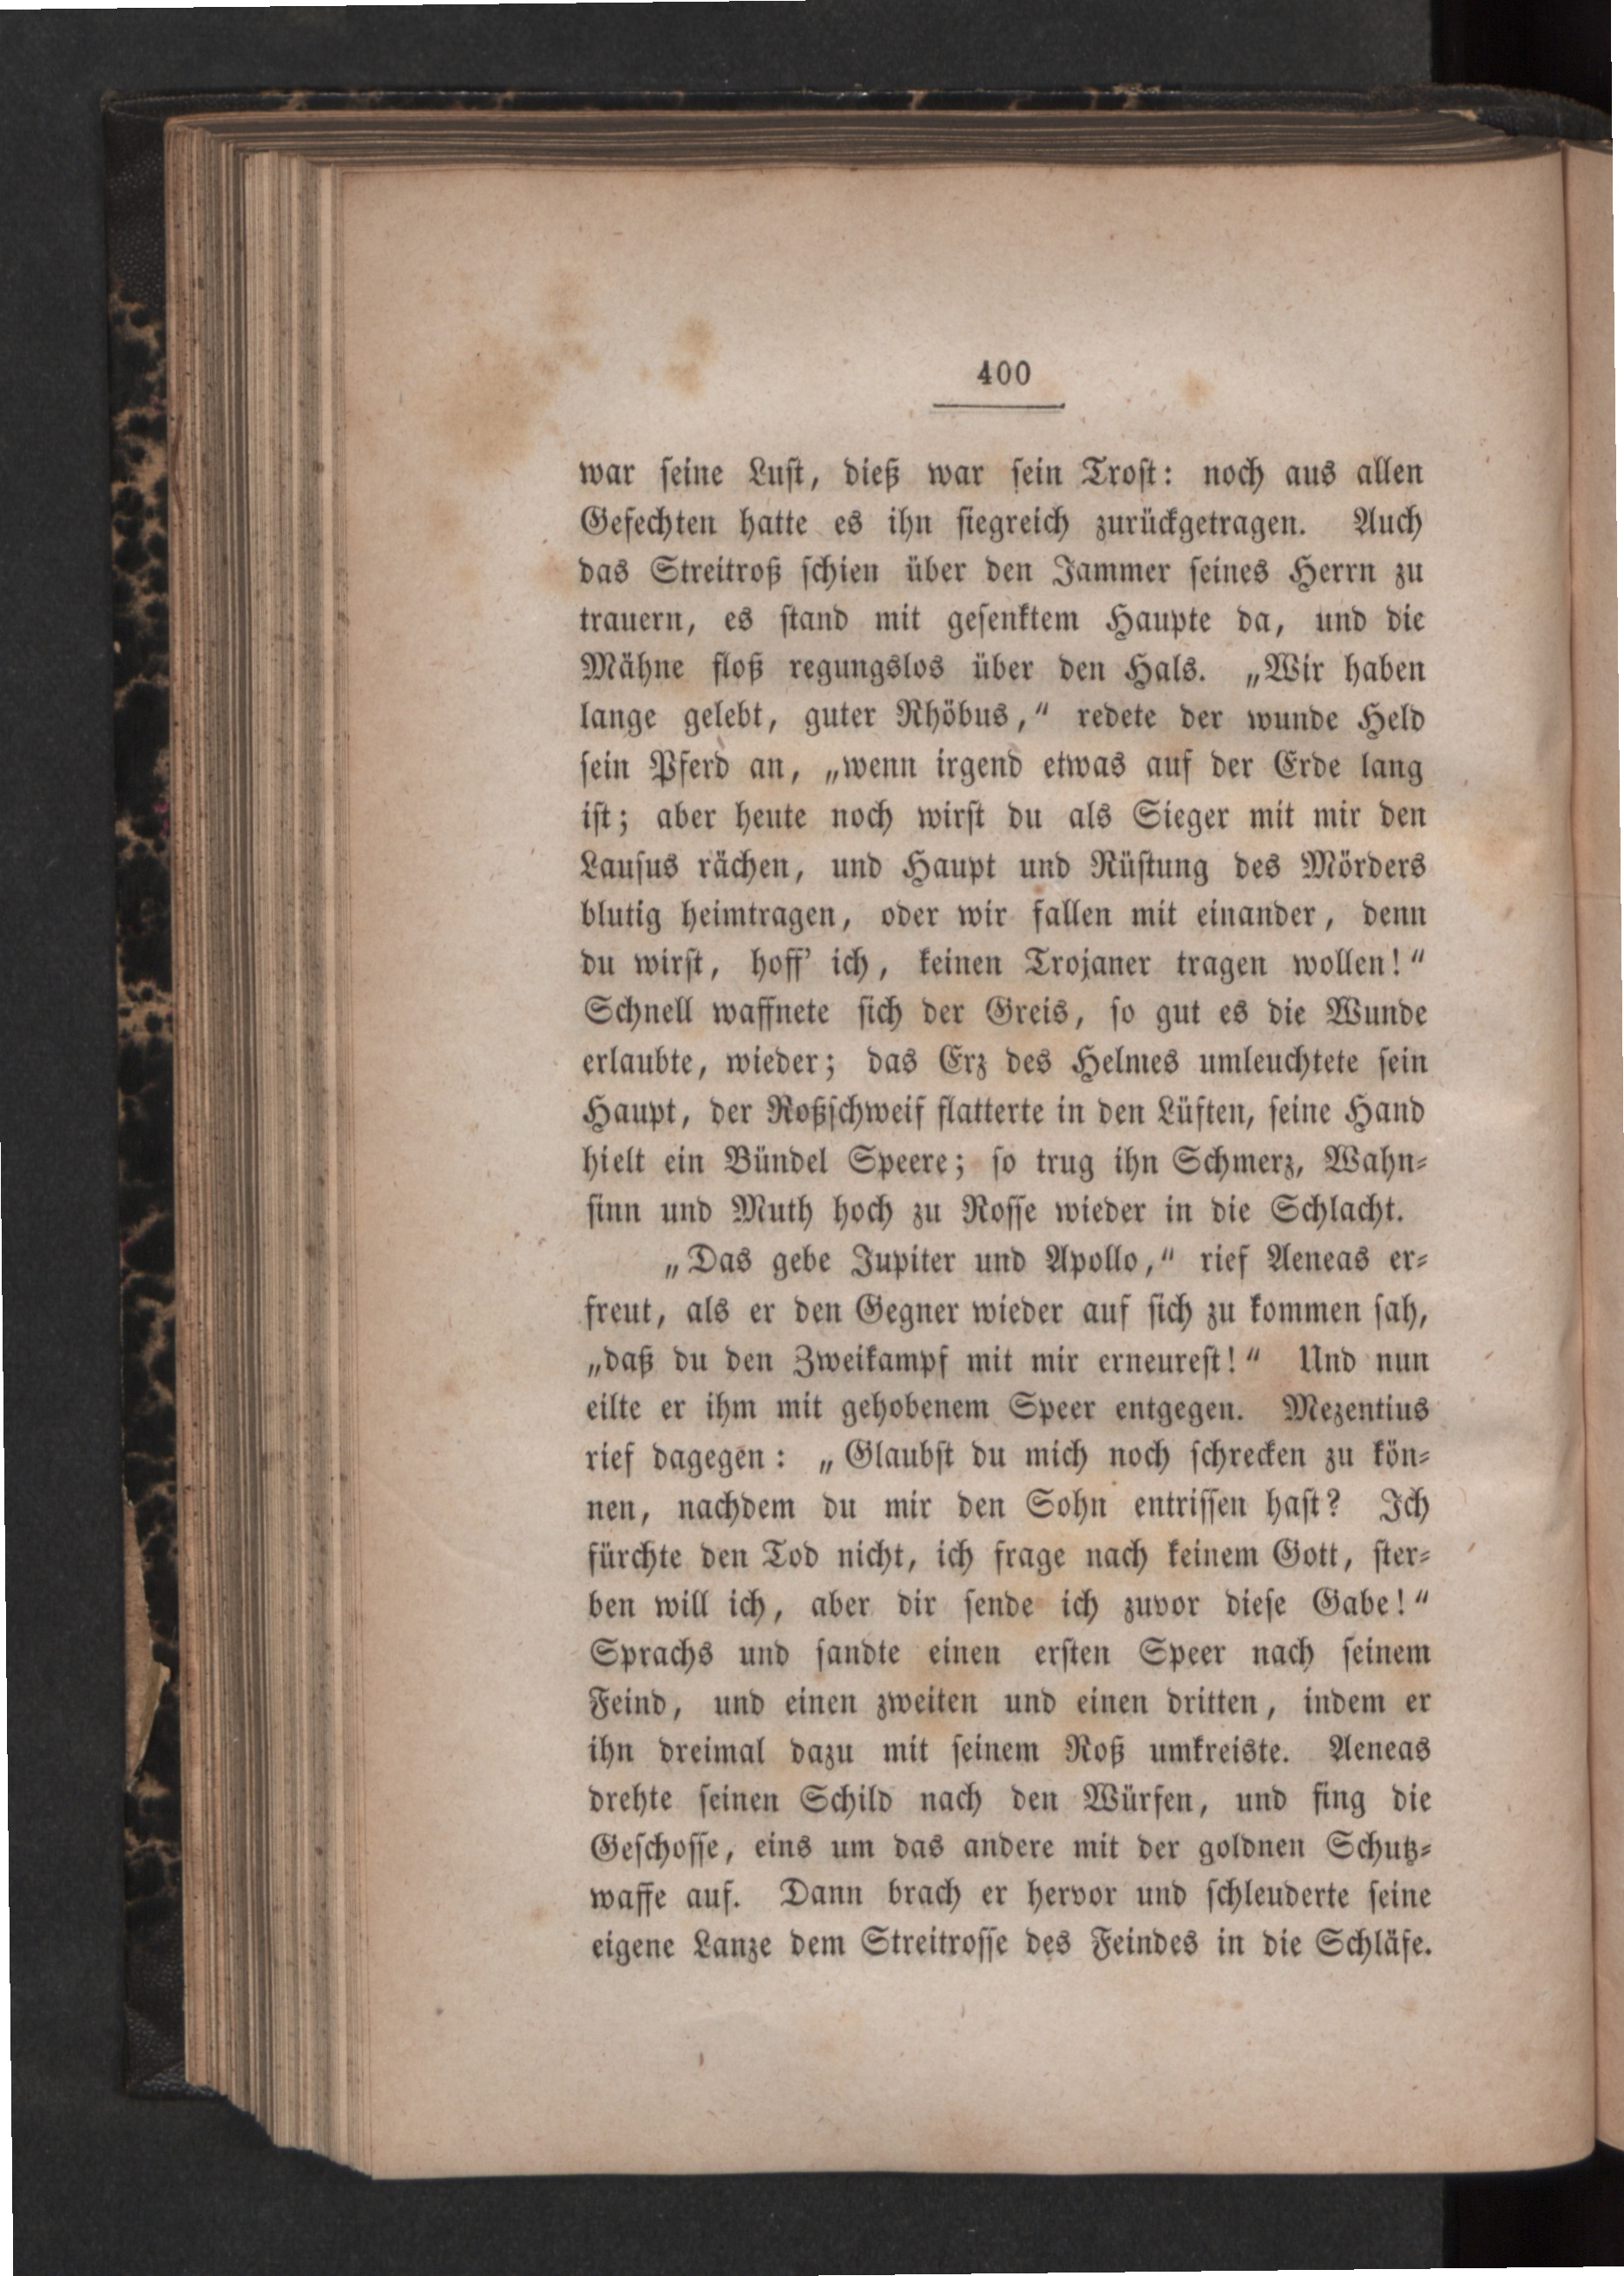 400
war seine Lust, dieß war sein Trost: noch aus allen
Gefechten hatte es ihn siegreich zurückgetragen. Auch
das Streitroß schien über den Jammer seines Herrn zu
trauern, es stand mit gesenktem Haupte da, und die
Mähne floß regungslos über den Hals. „Wir haben
lange gelebt, guter Rhöbus,“ redete der wunde Held
sein Pferd an, „wenn irgend etwas auf der Erde lang
ist; aber heute noch wirst du als Sieger mit mir den
Lausus rächen, und Haupt und Rüstung des Mörders
blutig heimtragen, oder wir fallen mit einander, denn
du wirst, hoff’ ich, keinen Trojaner tragen wollen!“
Schnell waffnete sich der Greis, so gut es die Wunde
erlaubte, wieder; das Erz des Helmes umleuchtete sein
Haupt, der Roßschweif flatterte in den Lüften, seine Hand
hielt ein Bündel Speere; so trug ihn Schmerz, Wahn⸗
sinn und Muth hoch zu Rosse wieder in die Schlacht.
„Das gebe Jupiter und Apollo,“ rief Aeneas er⸗
freut, als er den Gegner wieder auf sich zu kommen sah,
„daß du den Zweikampf mit mir erneurest!“ Und nun
eilte er ihm mit gehobenem Speer entgegen. Mezentius
rief dagegen: „Glaubst du mich noch schrecken zu kön⸗
nen, nachdem du mir den Sohn entrissen hast? Ich
fürchte den Tod nicht, ich frage nach keinem Gott, ster⸗
ben will ich, aber dir sende ich zuvor diese Gabe!“
Sprachs und sandte einen ersten Speer nach seinem
Feind, und einen zweiten und einen dritten, indem er
ihn dreimal dazu mit seinem Roß umkreiste. Aeneas
drehte seinen Schild nach den Würfen, und fing die
Geschosse, eins um das andere mit der goldnen Schutz⸗
waffe auf. Dann brach er hervor und schleuderte seine
eigene Lanze dem Streitrosse des Feindes in die Schläfe.